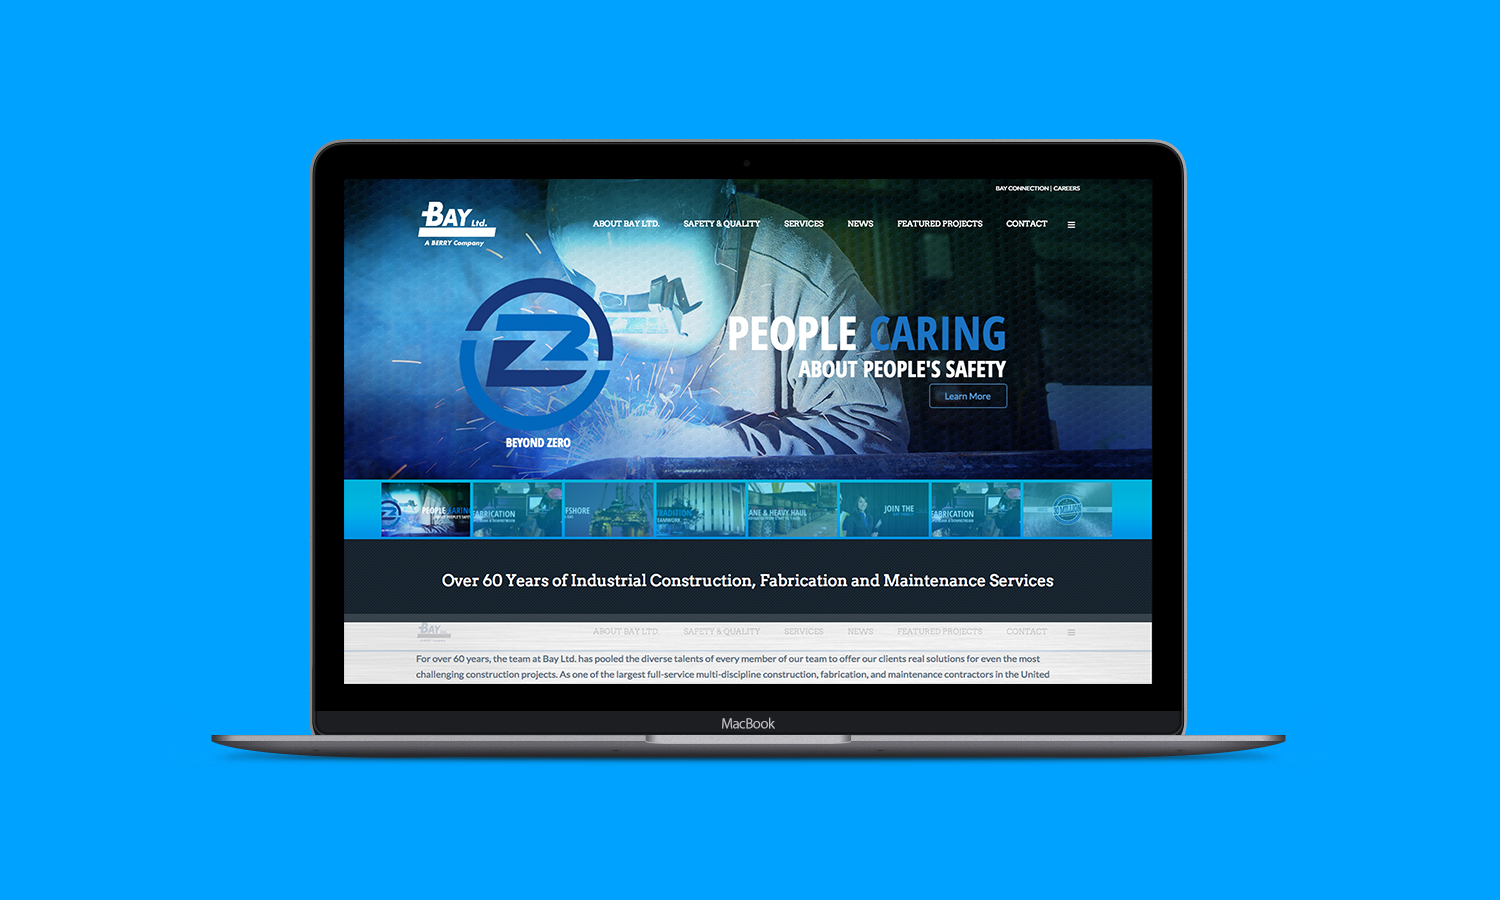 BAY CONNECTION | CAREERS
BAY Ltd.
A BERRY Company
ABOUT BAY LTD. SAFETY & QUALITY SERVICES NEWS FEATURED PROJECTS CONTACT
PEOPLE CARING
ABOUT PEOPLE'S SAFETY
Learn More
BEYOND ZERO
PEOPLE CARING
FABRICATION
FFSHORE
TRADITION
TEAMWORK
ANE & HEAVY HAUL
JOIN THE
FABRICATION
Over 60 Years of Industrial Construction, Fabrication and Maintenance Services
BAY
ABOUT BAY LTD. SAFETY & QUALITY SERVICES NEWS FEATURED PROJECTS CONTACT
For over 60 years, the team at Bay Ltd. has pooled the diverse talents of every member of our team to offer our clients real solutions for even the most
challenging construction projects. As one of the largest full-service multi-discipline construction, fabrication, and maintenance contractors in the United
MacBook